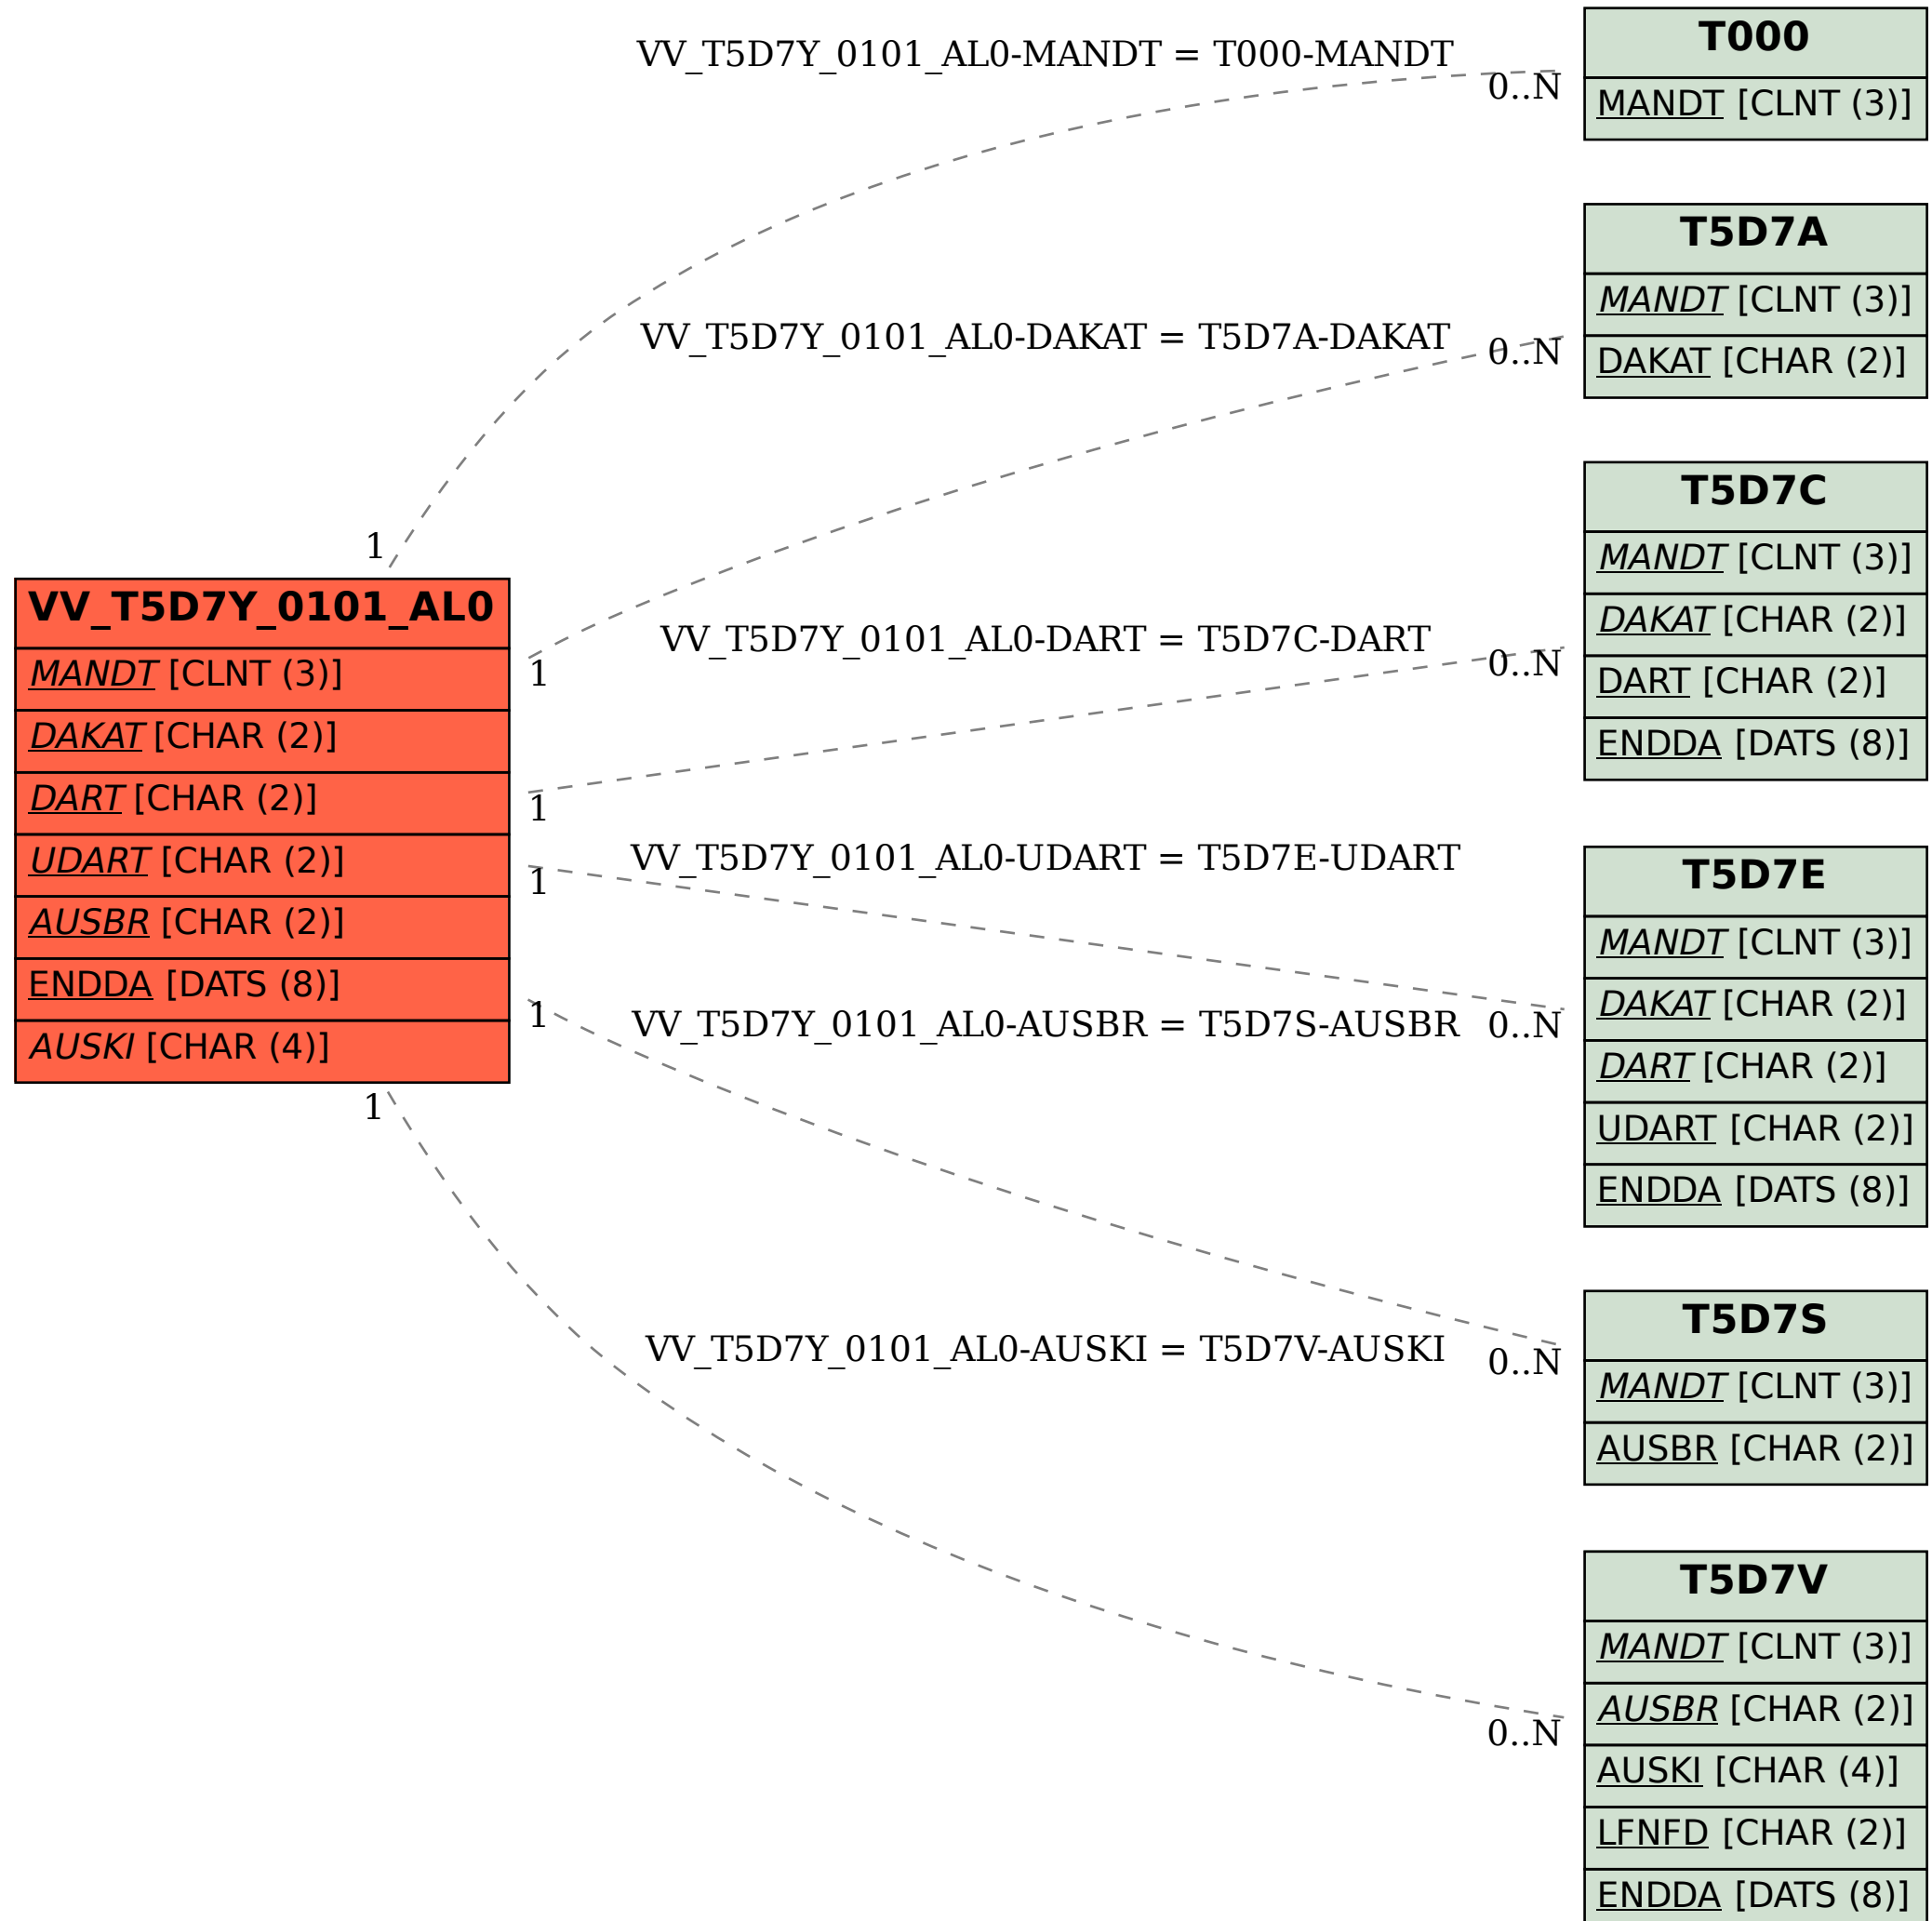 VV_T5D7Y_0101_AL0
MANDT [CLNT (3)]
DAKAT [CHAR (2)]
DART [CHAR (2)]
UDART [CHAR (2)]
AUSBR [CHAR (2)]
ENDDA [DATS (8)]
AUSKI [CHAR (4)]
VV_T5D7Y_0101_AL0-MANDT = T000-MANDT
0..N
1
VV_T5D7Y_0101_AL0-DAKAT = T5D7A-DAKAT
0..N
1
VV_T5D7Y_0101_AL0-DART = T5D7C-DART
0..N
1
VV_T5D7Y_0101_AL0-UDART = T5D7E-UDART
1
0..N
VV_T5D7Y_0101_AL0-AUSBR = T5D7S-AUSBR
1
0..N
VV_T5D7Y_0101_AL0-AUSKI = T5D7V-AUSKI
1
0..N
T000
MANDT [CLNT (3)]
T5D7A
MANDT [CLNT (3)]
DAKAT [CHAR (2)]
T5D7C
MANDT [CLNT (3)]
DAKAT [CHAR (2)]
DART [CHAR (2)]
ENDDA [DATS (8)]
T5D7E
MANDT [CLNT (3)]
DAKAT [CHAR (2)]
DART [CHAR (2)]
UDART [CHAR (2)]
ENDDA [DATS (8)]
T5D7S
MANDT [CLNT (3)]
AUSBR [CHAR (2)]
T5D7V
MANDT [CLNT (3)]
AUSBR [CHAR (2)]
AUSKI [CHAR (4)]
LFNFD [CHAR (2)]
ENDDA [DATS (8)]